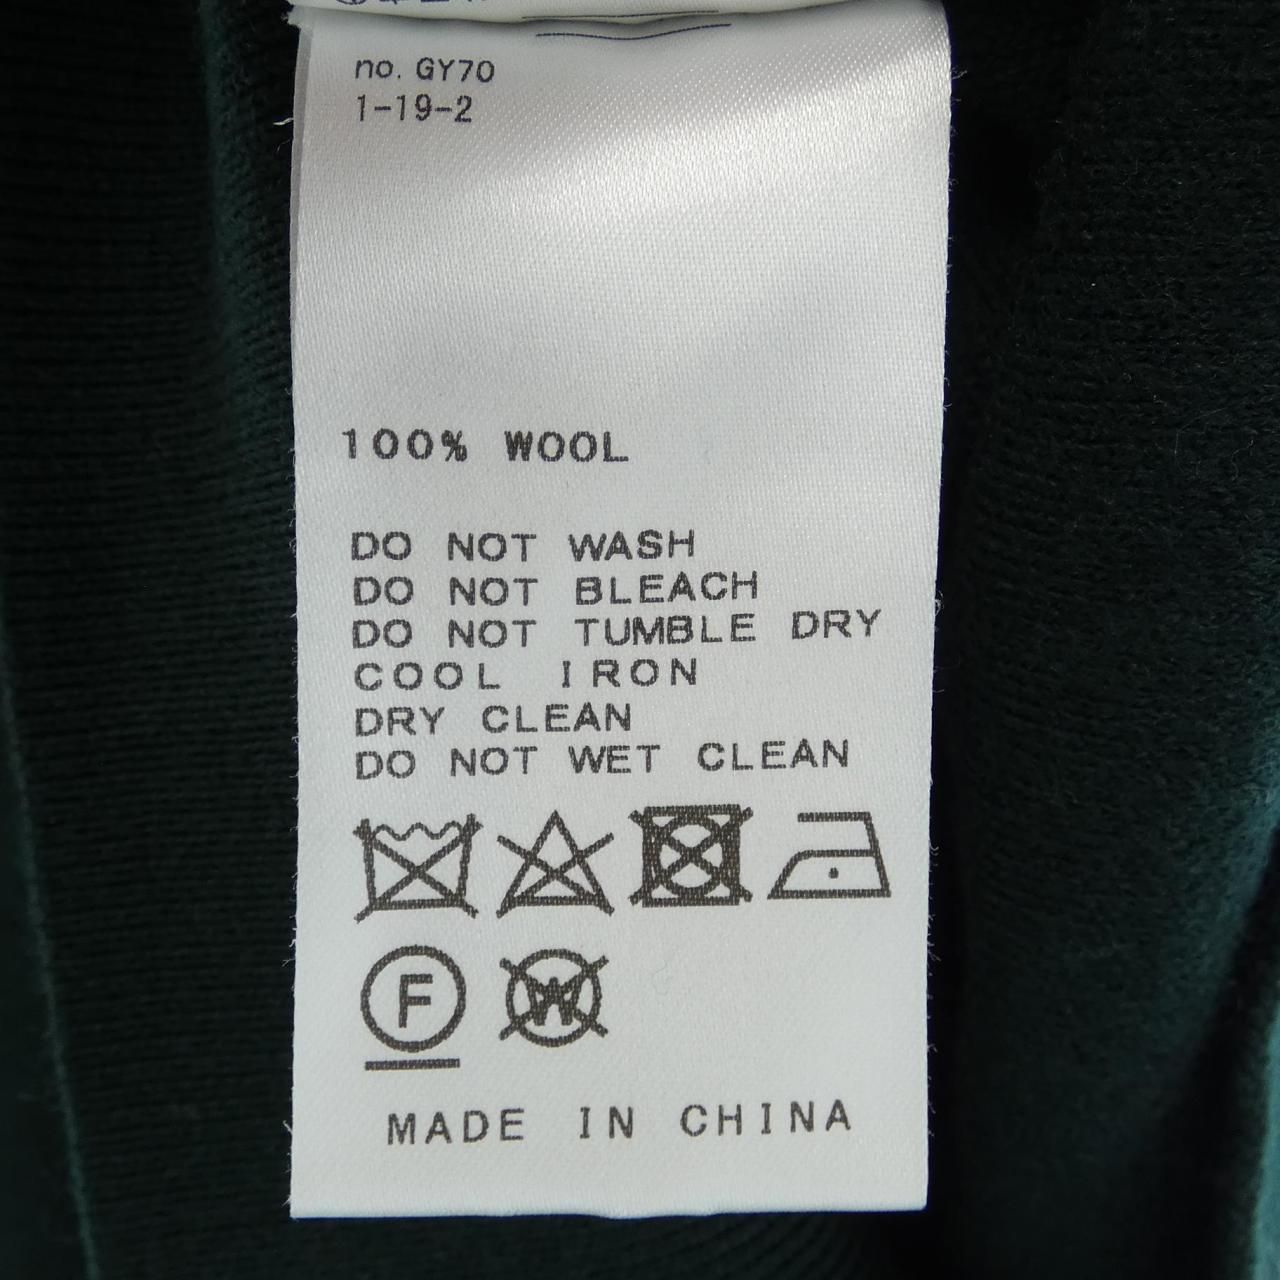 no. GY70
1-19-2
100% WOOL
DO NOT WASH
DO NOT BLEACH
DO NOT TUMBLE DRY
COOL IRON
DRY CLEAN
DO NOT WET CLEAN
F W
MADE IN CHINA